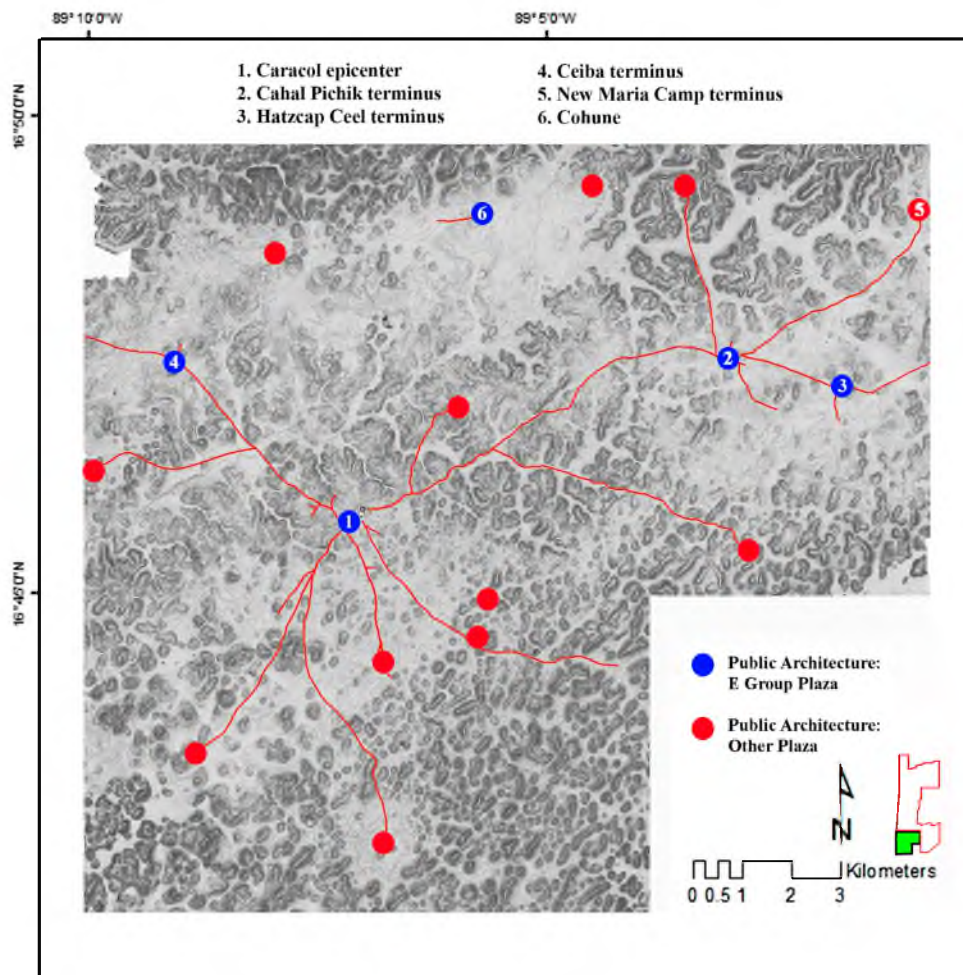 89°10'0"W
89°5'0"W
1. Caracol epicenter
2. Cahal Pichik terminus
3. Hatzcap Ceel terminus
4. Ceiba terminus
5. New Maria Camp terminus
6. Cohune
16°50'0"N
16°45'0"N
6
5
4
2
3
1
Public Architecture:
E Group Plaza
Public Architecture:
Other Plaza
N
Kilometers
0 0.5 1 2 3